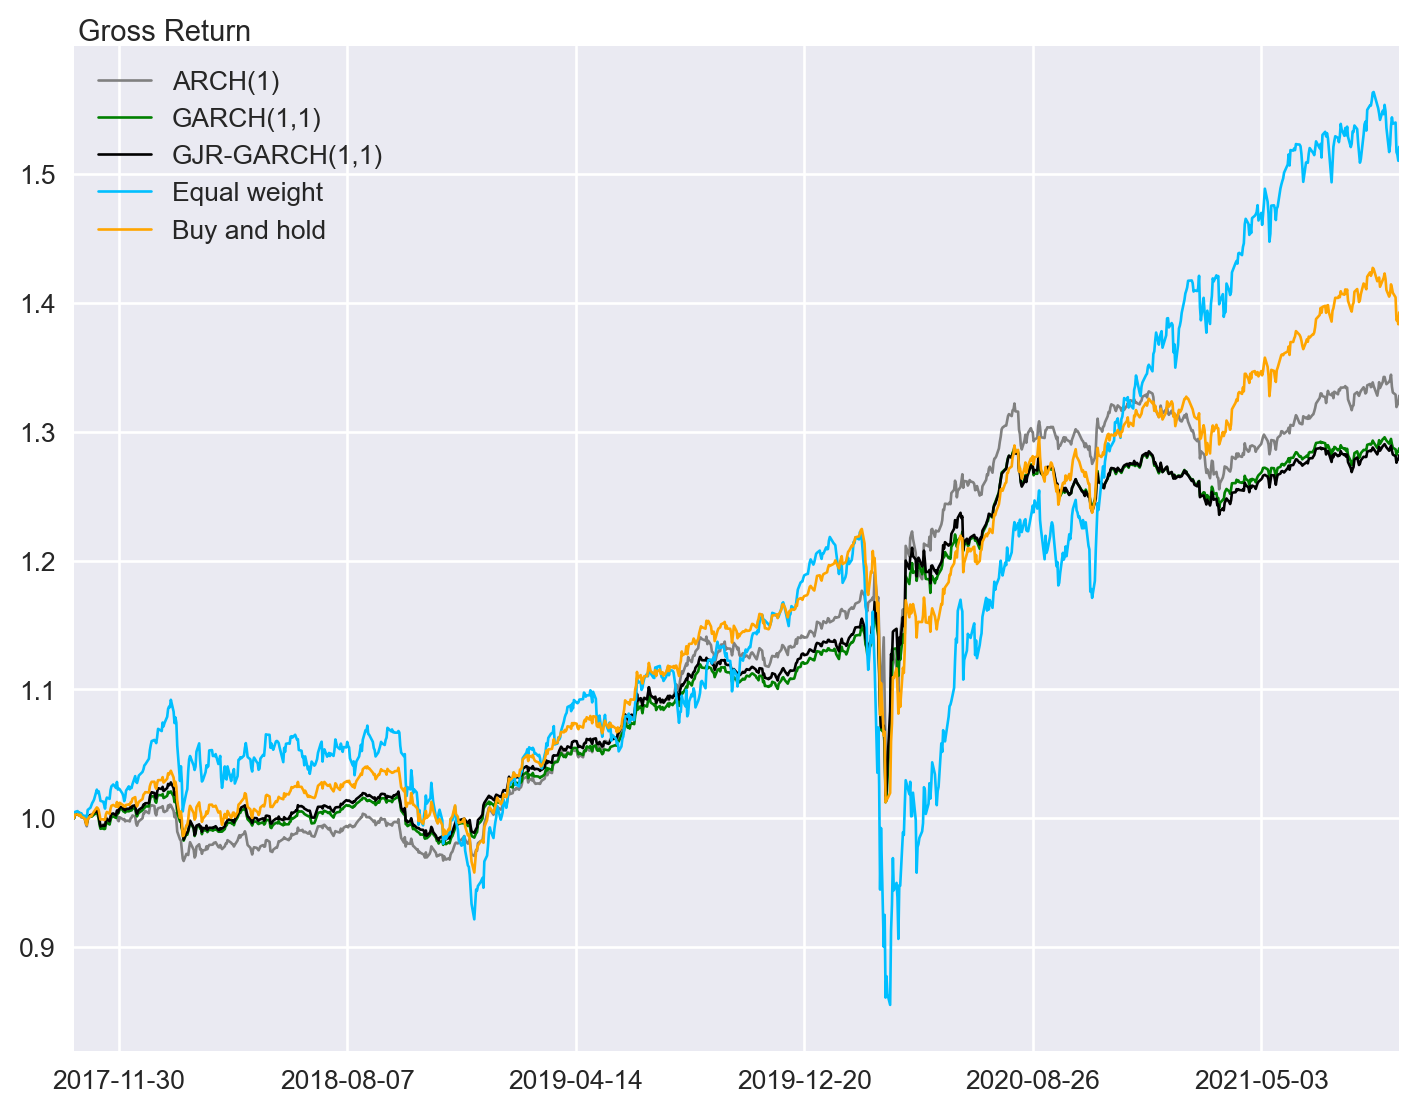 Gross Return
ARCH(1)
GARCH(1,1)
GJR-GARCH(1,1)
Equal weight
Buy and hold
1.5
1.4
1.3
1.2
1.1
1.0
0.9
2017-11-30 2018-08-07 2019-04-14 2019-12-20 2020-08-26 2021-05-03